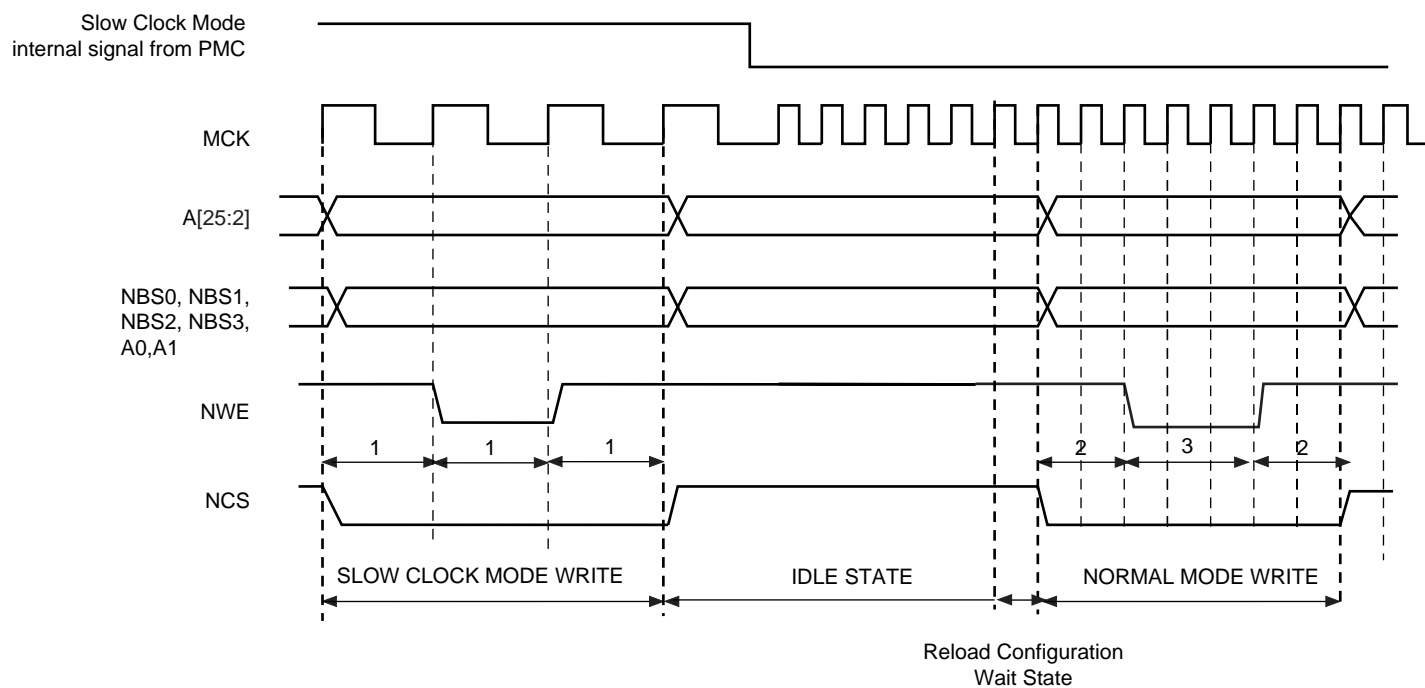 Slow Clock Mode
internal signal from PMC
MCK
A[25:2]
NBS0, NBS1,
NBS2, NBS3,
A0,A1
NWE
1 1 1 2 3 2
NCS
SLOW CLOCK MODE WRITE IDLE STATE NORMAL MODE WRITE
Reload Configuration
Wait State